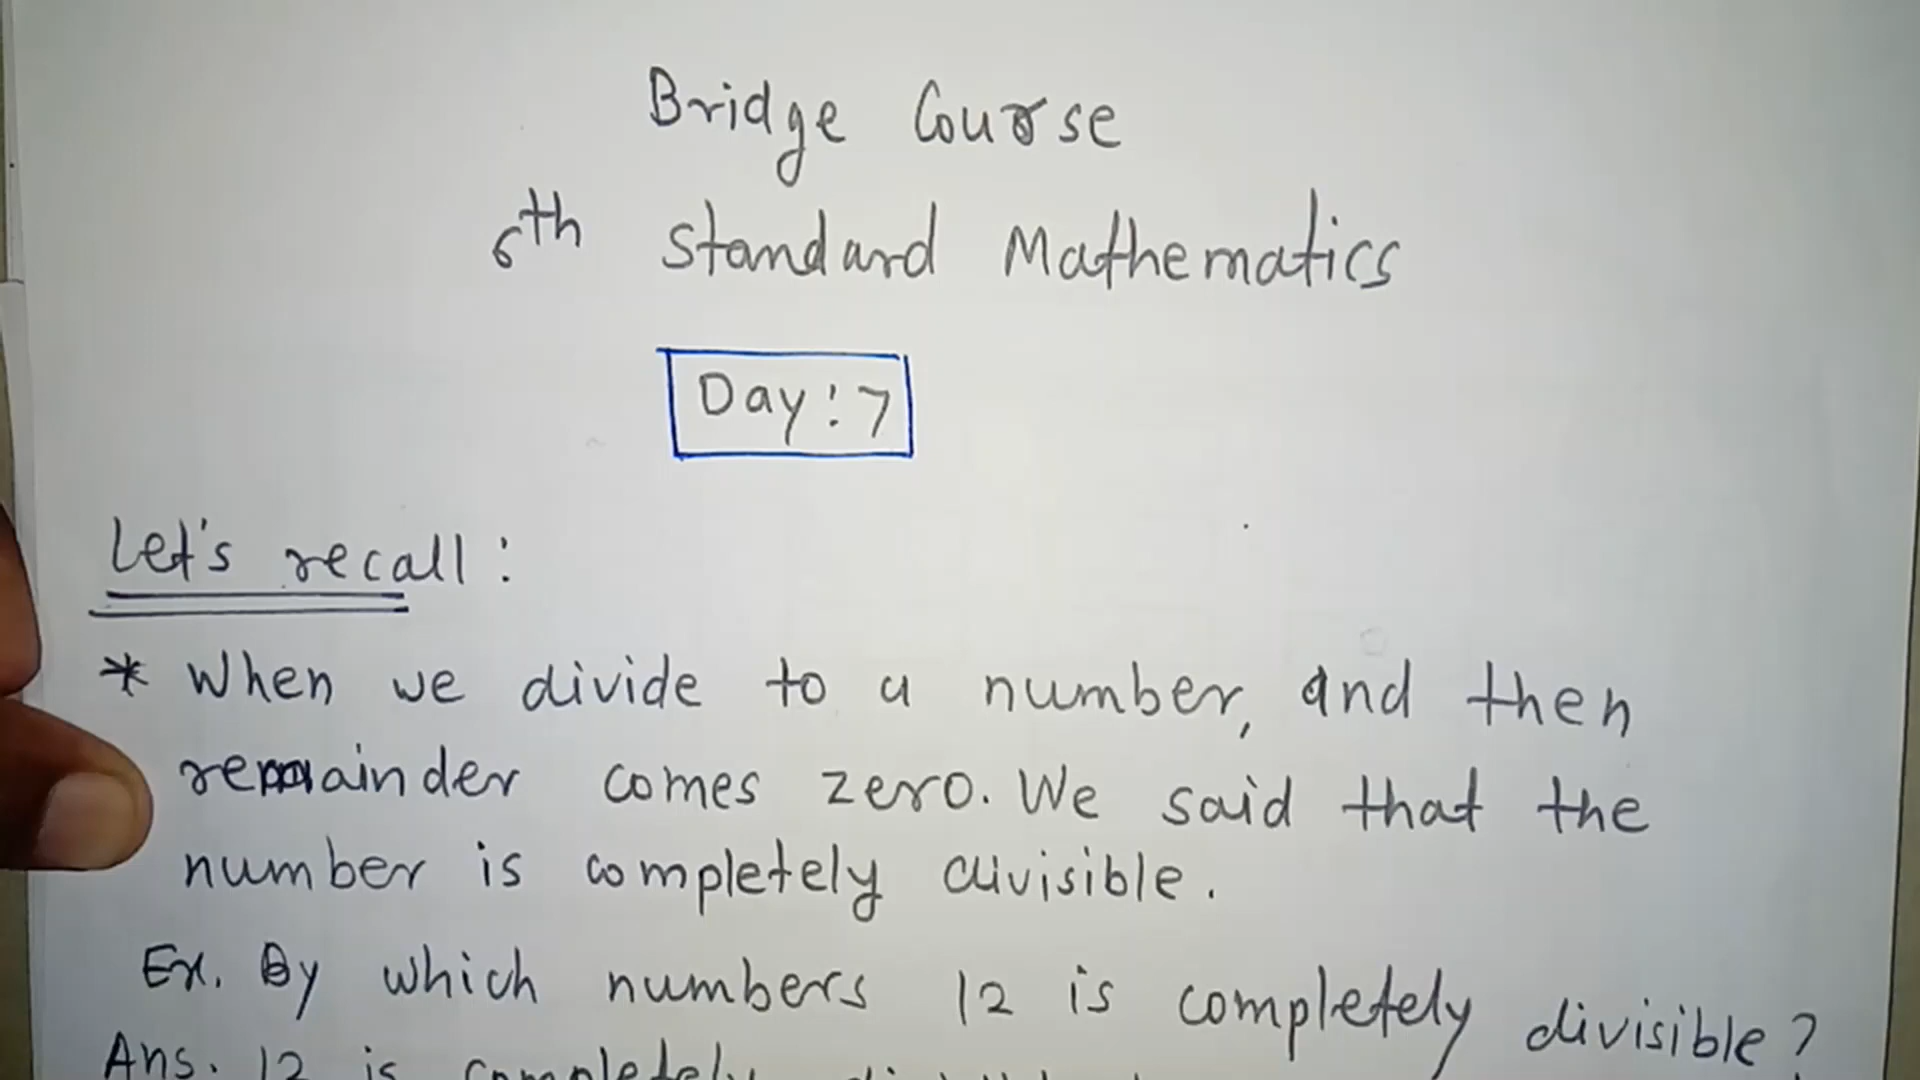 Bridge Course
6th Standard Mathematics
Day: 7
Let's recall:
* When we divide to a number, and then
remainder comes zero. We said that the
number is completely divisible.
Ex. By which numbers 12 is completely divisible?
Ans. 12 is completely